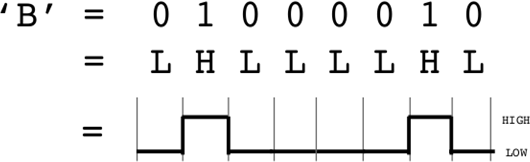 ‘B’ = 0 1 0 0 0 0 1 0
= L H L L L L H L
= HIGH
LOW